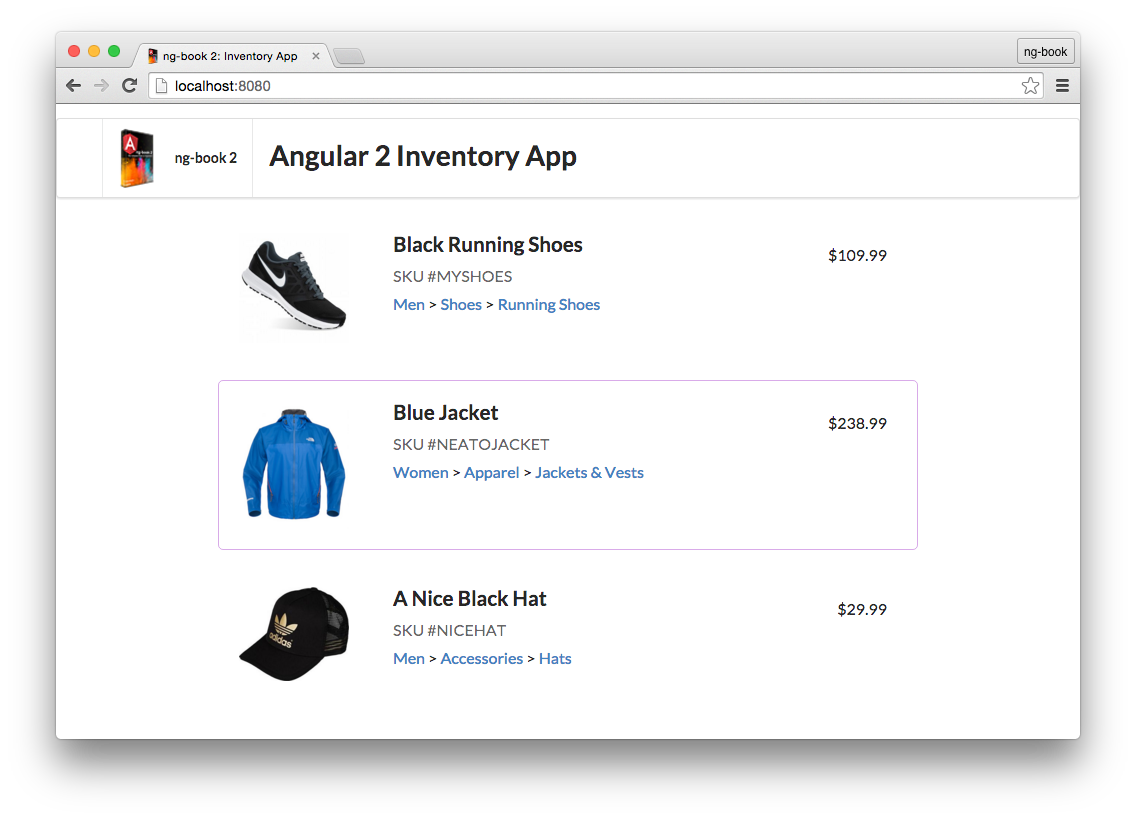 ng-book 2: Inventory App
ng-book
localhost:8080
ng-book 2
Angular 2 Inventory App
Black Running Shoes
$109.99
SKU #MYSHOES
Men > Shoes > Running Shoes
Blue Jacket
$238.99
SKU #NEATOJACKET
Women > Apparel > Jackets & Vests
A Nice Black Hat
$29.99
SKU #NICEHAT
Men > Accessories > Hats
adidas